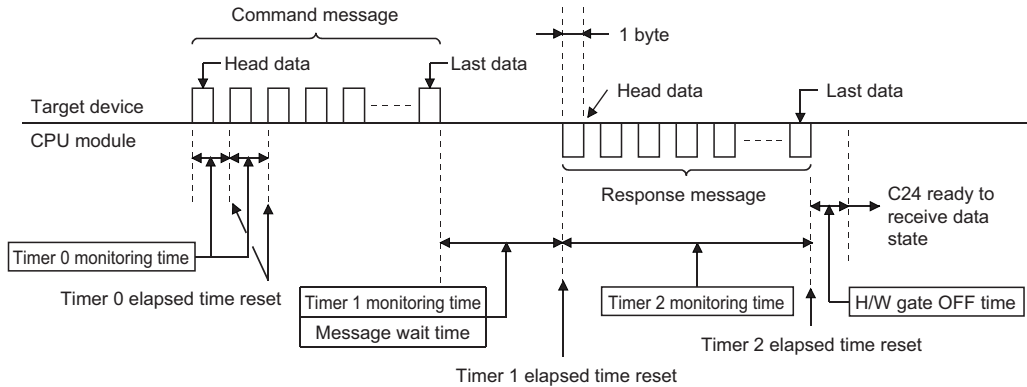 Command message
1 byte
Head data
Last data
Head data
Last data
Target device
CPU module
Response message
C24 ready to
receive data
state
Timer 0 monitoring time
Timer 0 elapsed time reset
Timer 1 monitoring time
Message wait time
Timer 2 monitoring time
H/W gate OFF time
Timer 2 elapsed time reset
Timer 1 elapsed time reset